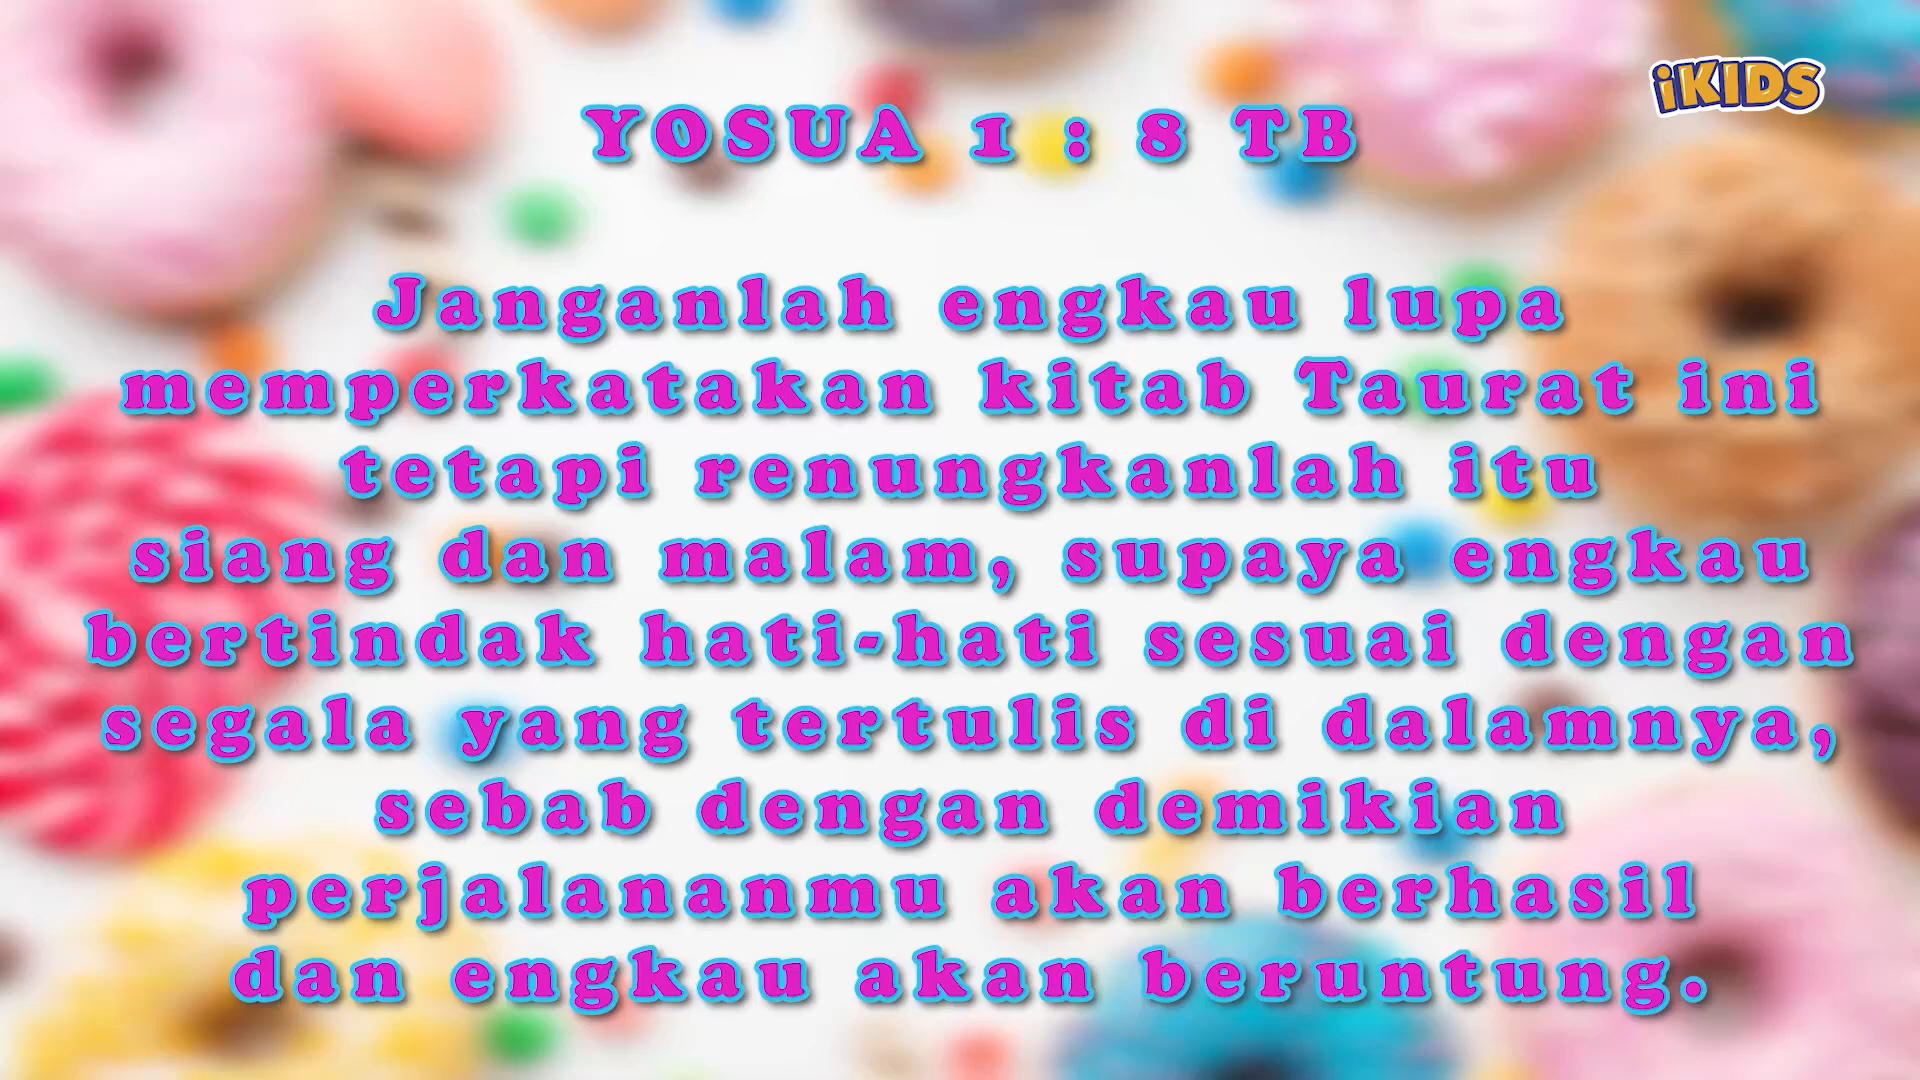 iKIDS
YOSUA 1 : 8 TB
Janganlah engkau lupa
memperkatakan kitab Taurat ini
tetapi renungkanlah itu
siang dan malam, supaya engkau
bertindak hati-hati sesuai dengan
segala yang tertulis di dalamnya,
sebab dengan demikian
perjalananmu akan berhasil
dan engkau akan beruntung.